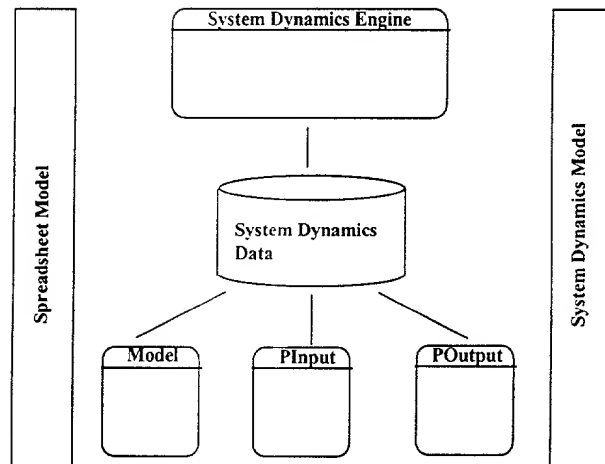 System Dynamics Engine
Spreadsheet Model
System Dynamics
Data
System Dynamics Model
Model
PInput
POutput